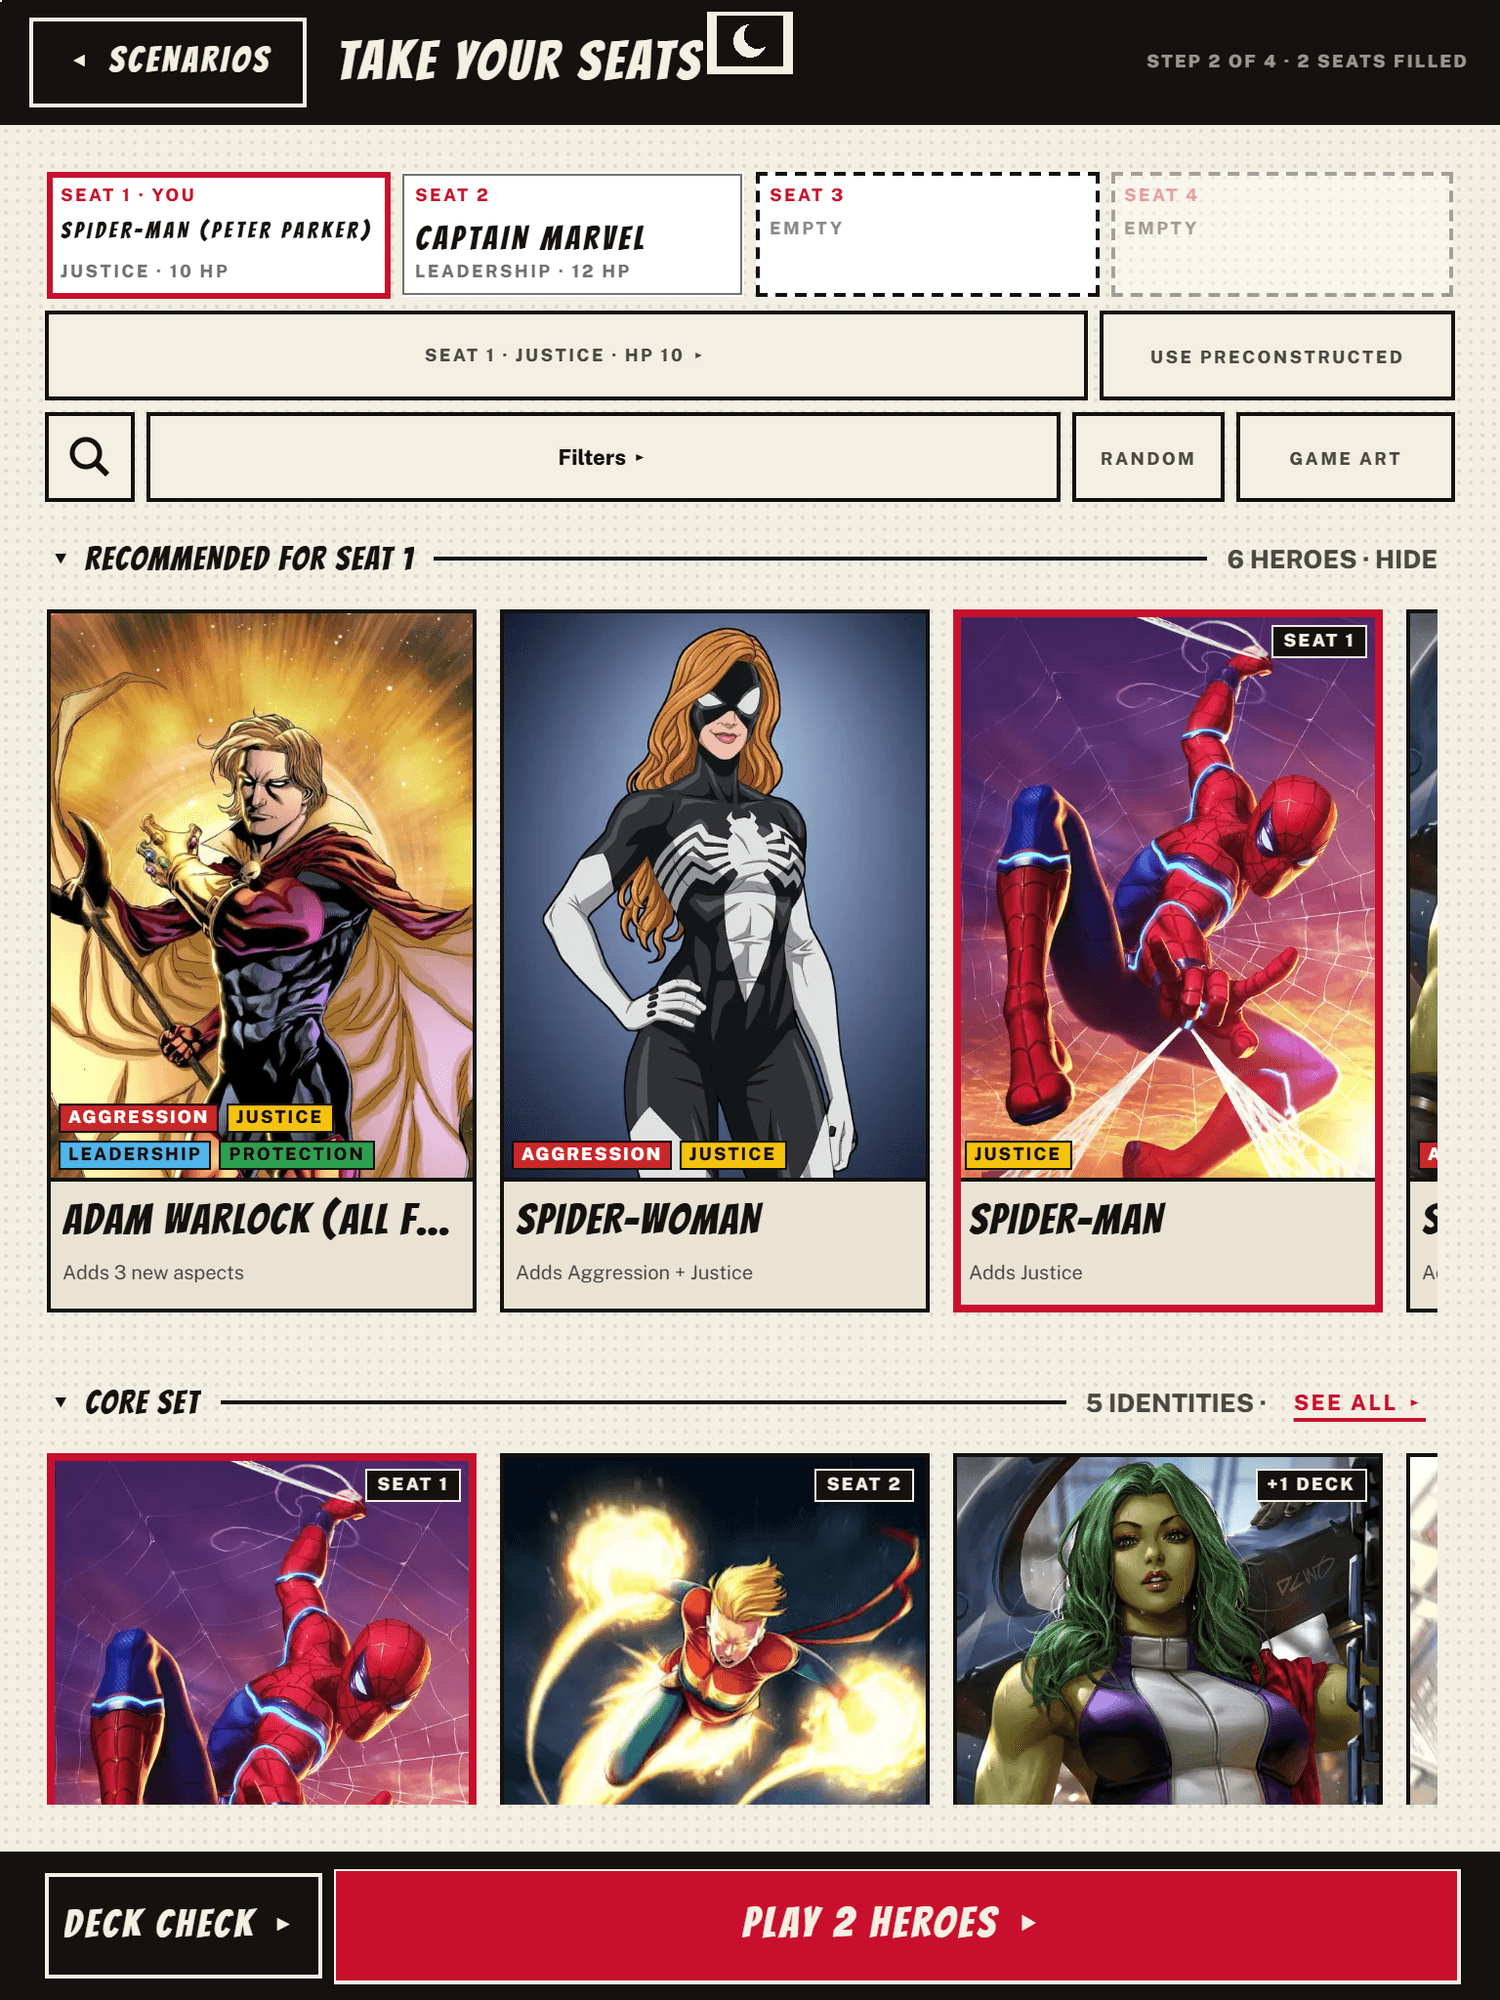 ◂ SCENARIOS
TAKE YOUR SEATS
STEP 2 OF 4 · 2 SEATS FILLED
SEAT 1 · YOU
SPIDER-MAN (PETER PARKER)
JUSTICE · 10 HP
SEAT 2
CAPTAIN MARVEL
LEADERSHIP · 12 HP
SEAT 3
EMPTY
SEAT 4
EMPTY
SEAT 1 · JUSTICE · HP 10 ▸
USE PRECONSTRUCTED
Filters ▸
RANDOM
GAME ART
▾ RECOMMENDED FOR SEAT 1
6 HEROES · HIDE
AGGRESSION JUSTICE
LEADERSHIP PROTECTION
ADAM WARLOCK (ALL F...
Adds 3 new aspects
AGGRESSION JUSTICE
SPIDER-WOMAN
Adds Aggression + Justice
SEAT 1
JUSTICE
SPIDER-MAN
Adds Justice
▾ CORE SET
5 IDENTITIES · SEE ALL ▸
SEAT 1
SEAT 2
+1 DECK
DECK CHECK ▸
PLAY 2 HEROES ▸